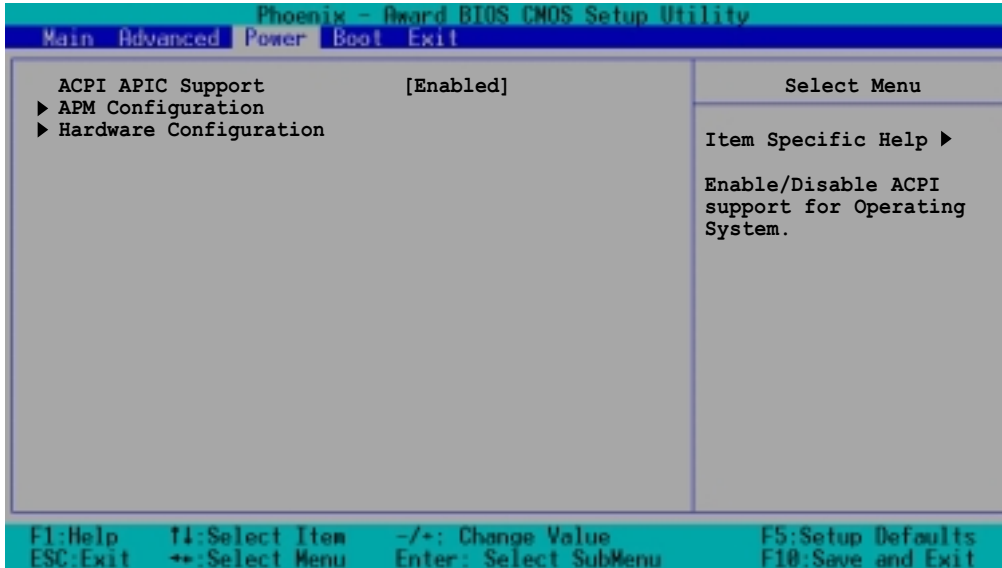 Phoenix - Award BIOS CMOS Setup Utility
Main Advanced Power Boot Exit
ACPI APIC Support [Enabled]
▶ APM Configuration
▶ Hardware Configuration
Select Menu
Item Specific Help ▶
Enable/Disable ACPI
support for Operating
System.
F1:Help ↑↓:Select Item -/+: Change Value F5:Setup Defaults
ESC:Exit ←→:Select Menu Enter: Select SubMenu F10:Save and Exit